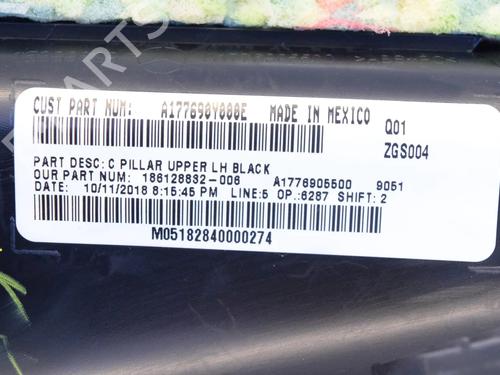 CUST PART NUM: A177690Y000E MADE IN MEXICO Q01
ZGS004
PART DESC: C PILLAR UPPER LH BLACK
OUR PART NUM: 186128832-006 A1776905500 9051
DATE: 10/11/2018 8:15:45 PM LINE:5 OP.:6287 SHIFT: 2
M05182840000274